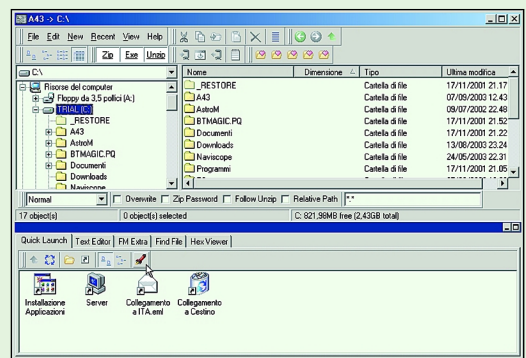 A43 -> C:\
File Edit New Recent View Help
Zip Exe Unzip
C:\
Risorse del computer
Floppy da 3,5 pollici (A:)
TRIAL (C:)
_RESTORE
A43
AstroM
BTMAGIC.PQ
Documenti
Downloads
Naviscope
Nome Dimensione Tipo Ultima modifica
_RESTORE Cartella di file 17/11/2001 21.17
A43 Cartella di file 07/09/2003 12.43
AstroM Cartella di file 09/07/2002 22.48
BTMAGIC.PQ Cartella di file 17/11/2001 21.52
Documenti Cartella di file 17/11/2001 21.22
Downloads Cartella di file 13/08/2003 23.24
Naviscope Cartella di file 24/05/2003 22.31
Programmi Cartella di file 17/11/2001 21.05
Normal Overwrite Zip Password Follow Unzip Relative Path *.*
17 object(s) 0 object(s) selected C: 821,98MB free (2,43GB total)
Quick Launch Text Editor FM Extra Find File Hex Viewer
Installazione Applicazioni
Server
Collegamento a ITA.eml
Collegamento a Cestino